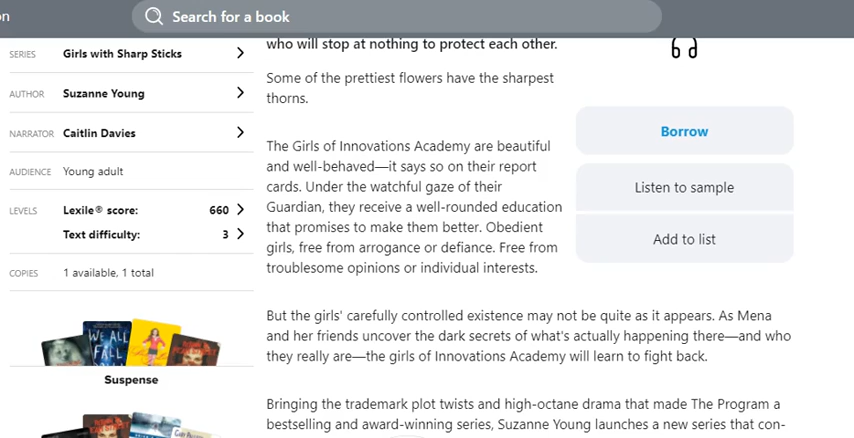 on
Search for a book
SERIES Girls with Sharp Sticks
AUTHOR Suzanne Young
NARRATOR Caitlin Davies
AUDIENCE Young adult
LEVELS Lexile® score: 660
Text difficulty: 3
COPIES 1 available, 1 total
WE ALL
FALL
Suspense
who will stop at nothing to protect each other.
Some of the prettiest flowers have the sharpest
thorns.
The Girls of Innovations Academy are beautiful
and well-behaved—it says so on their report
cards. Under the watchful gaze of their
Guardian, they receive a well-rounded education
that promises to make them better. Obedient
girls, free from arrogance or defiance. Free from
troublesome opinions or individual interests.
But the girls' carefully controlled existence may not be quite as it appears. As Mena
and her friends uncover the dark secrets of what's actually happening there—and who
they really are—the girls of Innovations Academy will learn to fight back.
Bringing the trademark plot twists and high-octane drama that made The Program a
bestselling and award-winning series, Suzanne Young launches a new series that con-
Borrow
Listen to sample
Add to list